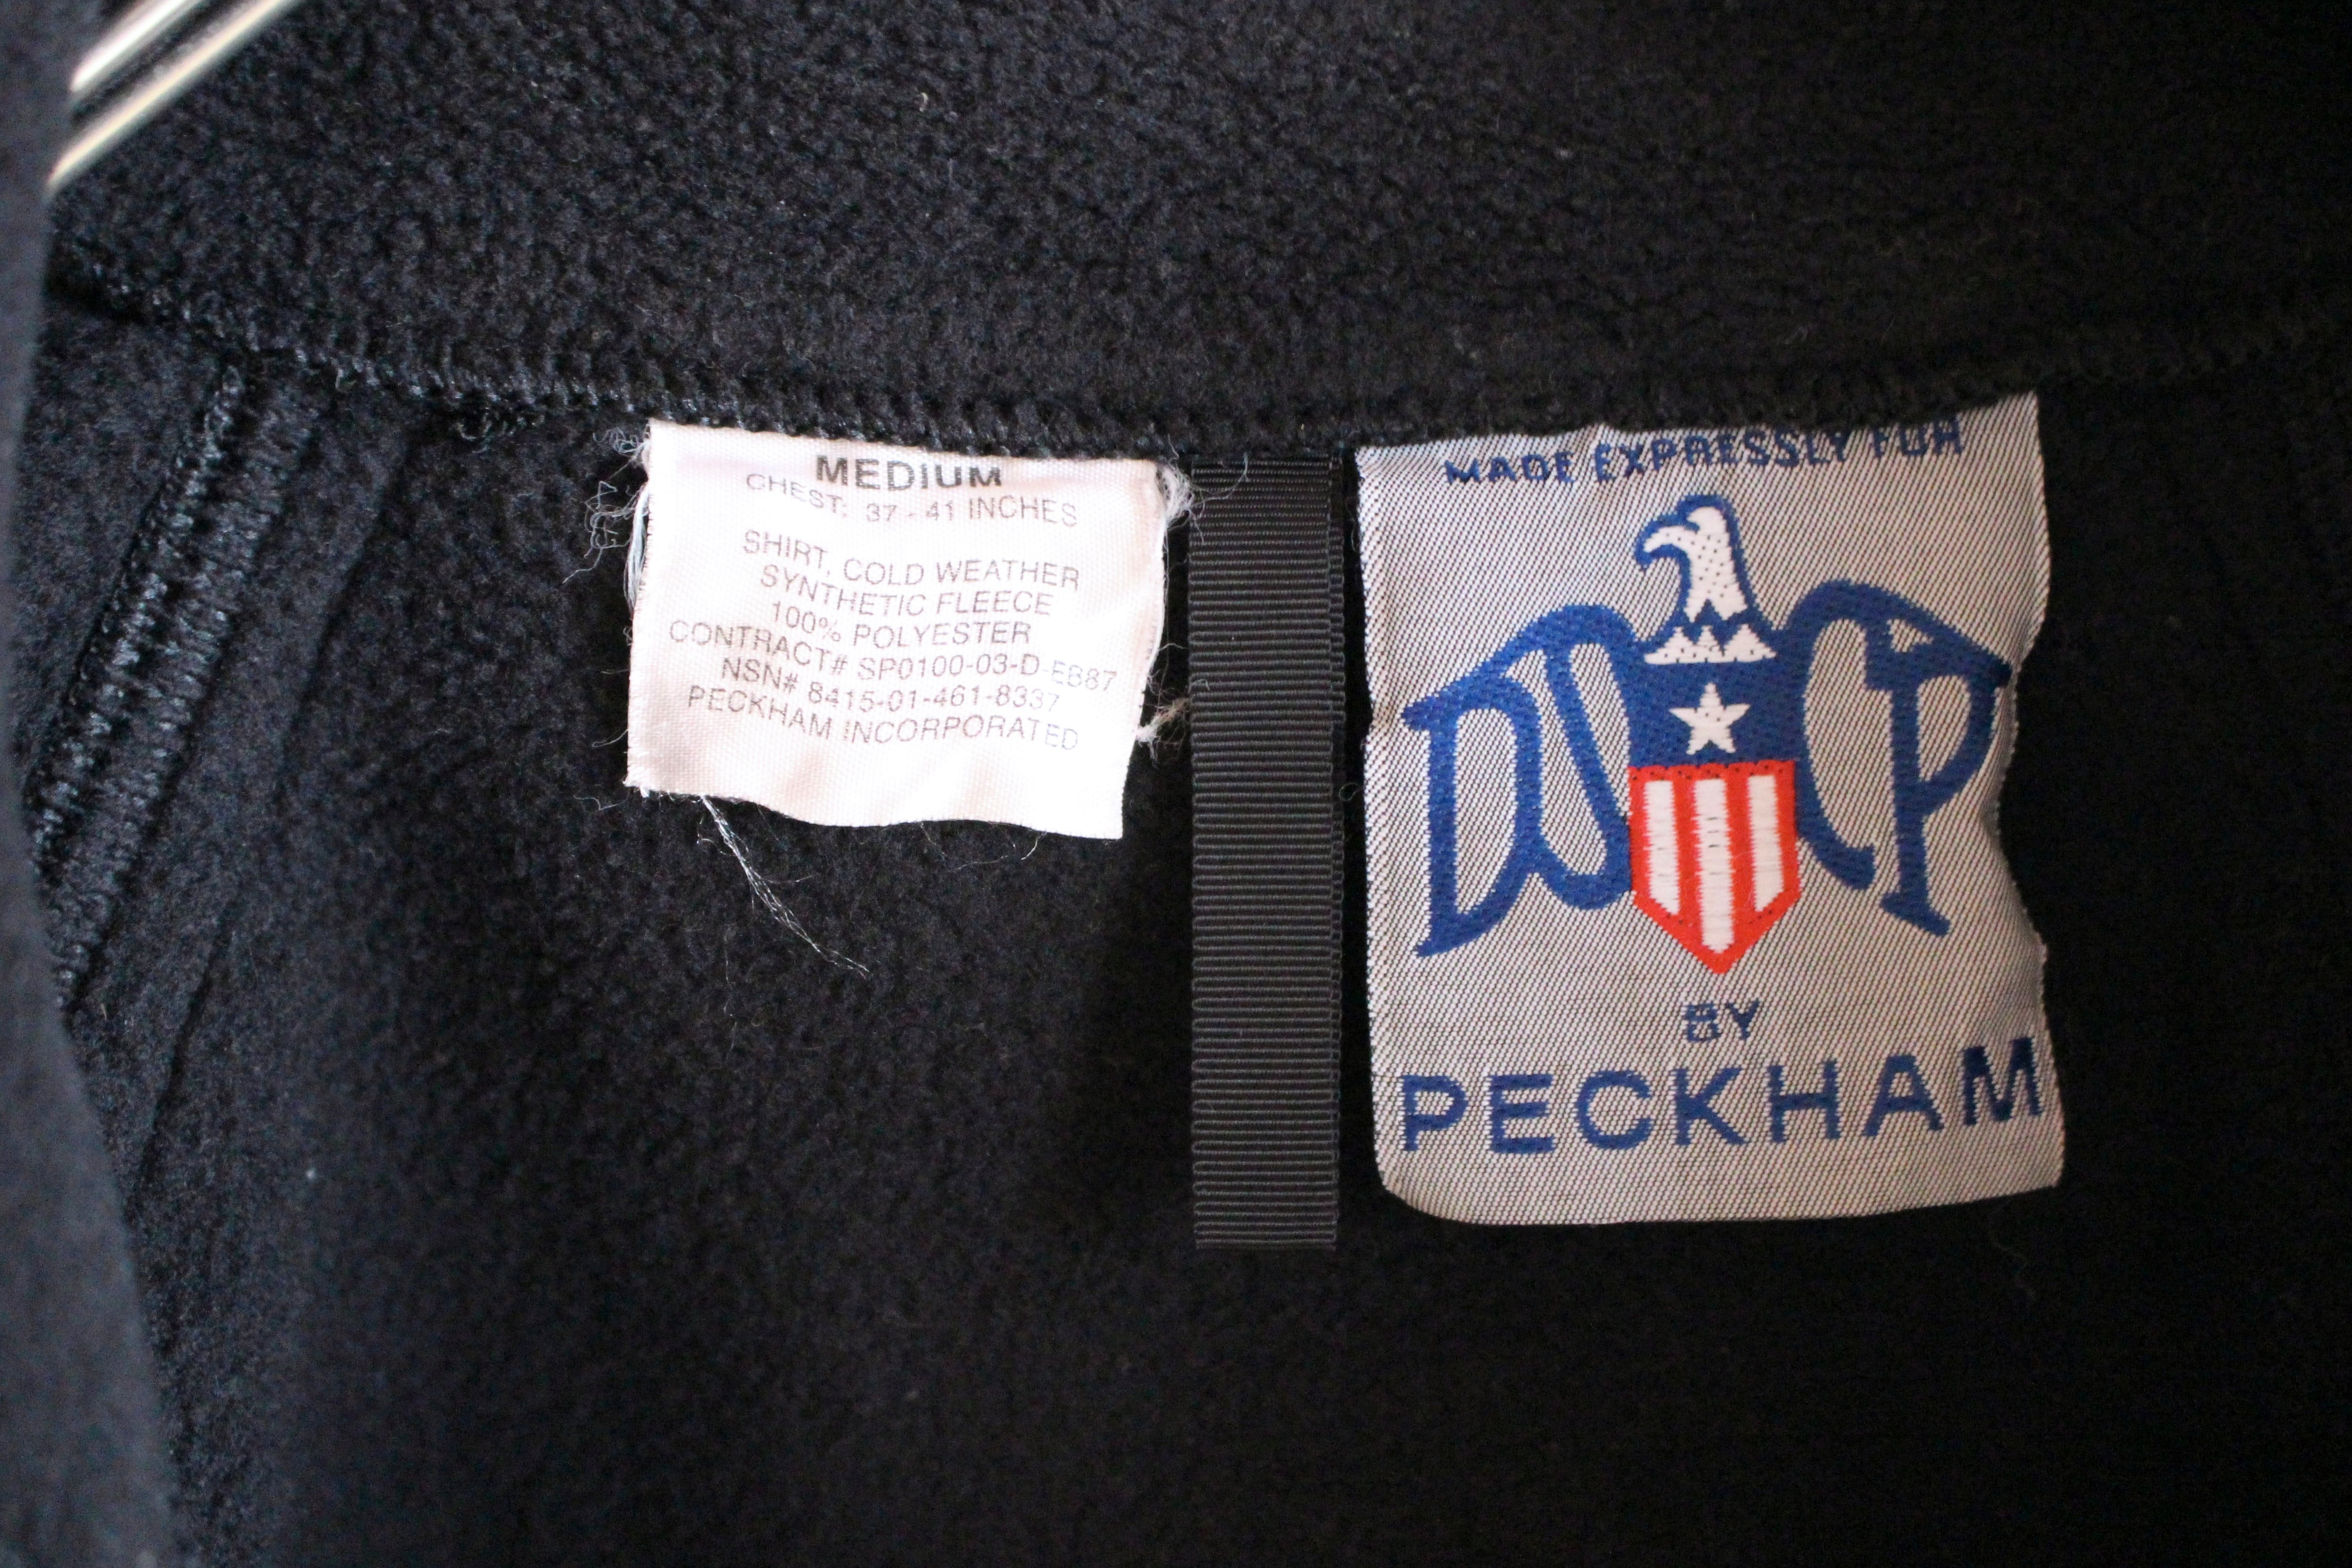 MEDIUM
CHEST: 37 - 41 INCHES
SHIRT, COLD WEATHER
SYNTHETIC FLEECE
100% POLYESTER
CONTRACT# SP0100-03-D-EB87
NSN# 8415-01-461-8337
PECKHAM INCORPORATED
MADE EXPRESSLY FOR
DSCP
BY
PECKHAM